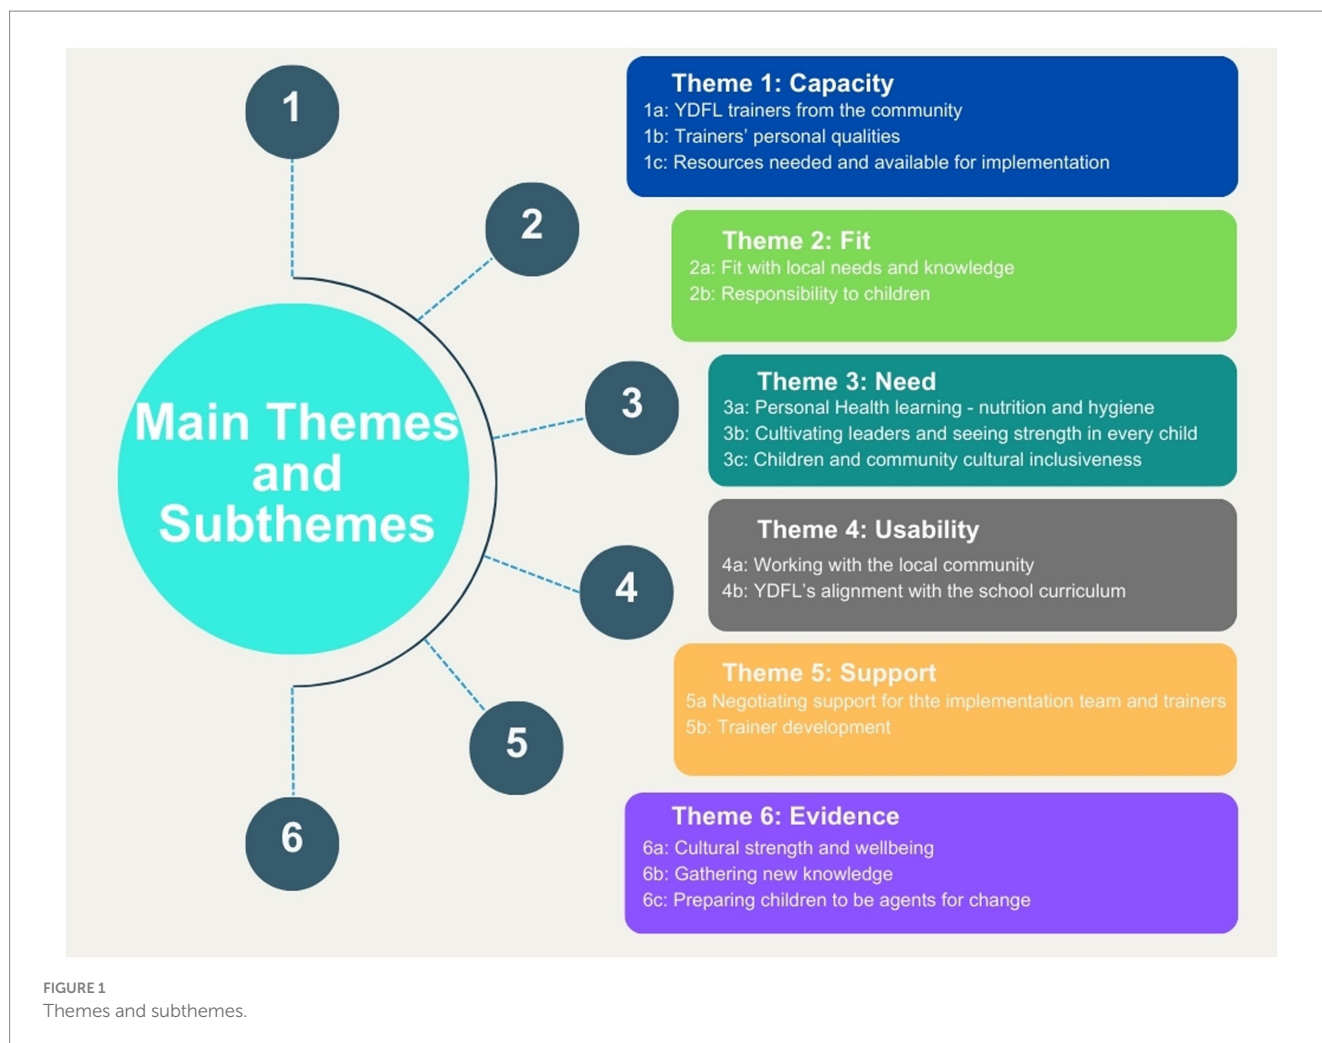 1
2
3
4
5
6
Main Themes
and
Subthemes
Theme 1: Capacity
1a: YDFL trainers from the community
1b: Trainers’ personal qualities
1c: Resources needed and available for implementation
Theme 2: Fit
2a: Fit with local needs and knowledge
2b: Responsibility to children
Theme 3: Need
3a: Personal Health learning - nutrition and hygiene
3b: Cultivating leaders and seeing strength in every child
3c: Children and community cultural inclusiveness
Theme 4: Usability
4a: Working with the local community
4b: YDFL’s alignment with the school curriculum
Theme 5: Support
5a Negotiating support for thte implementation team and trainers
5b: Trainer development
Theme 6: Evidence
6a: Cultural strength and wellbeing
6b: Gathering new knowledge
6c: Preparing children to be agents for change
FIGURE 1
Themes and subthemes.